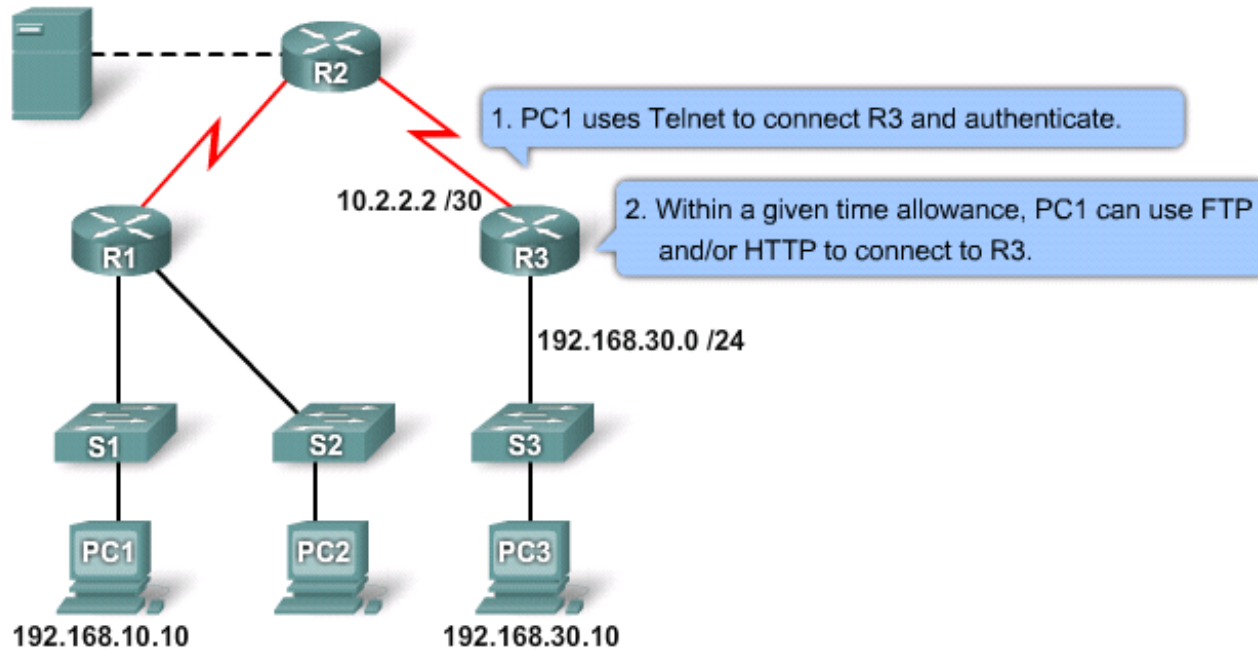 R2
1. PC1 uses Telnet to connect R3 and authenticate.
10.2.2.2 /30
2. Within a given time allowance, PC1 can use FTP
and/or HTTP to connect to R3.
R1
R3
192.168.30.0 /24
S1
S2
S3
PC1
PC2
PC3
192.168.10.10
192.168.30.10